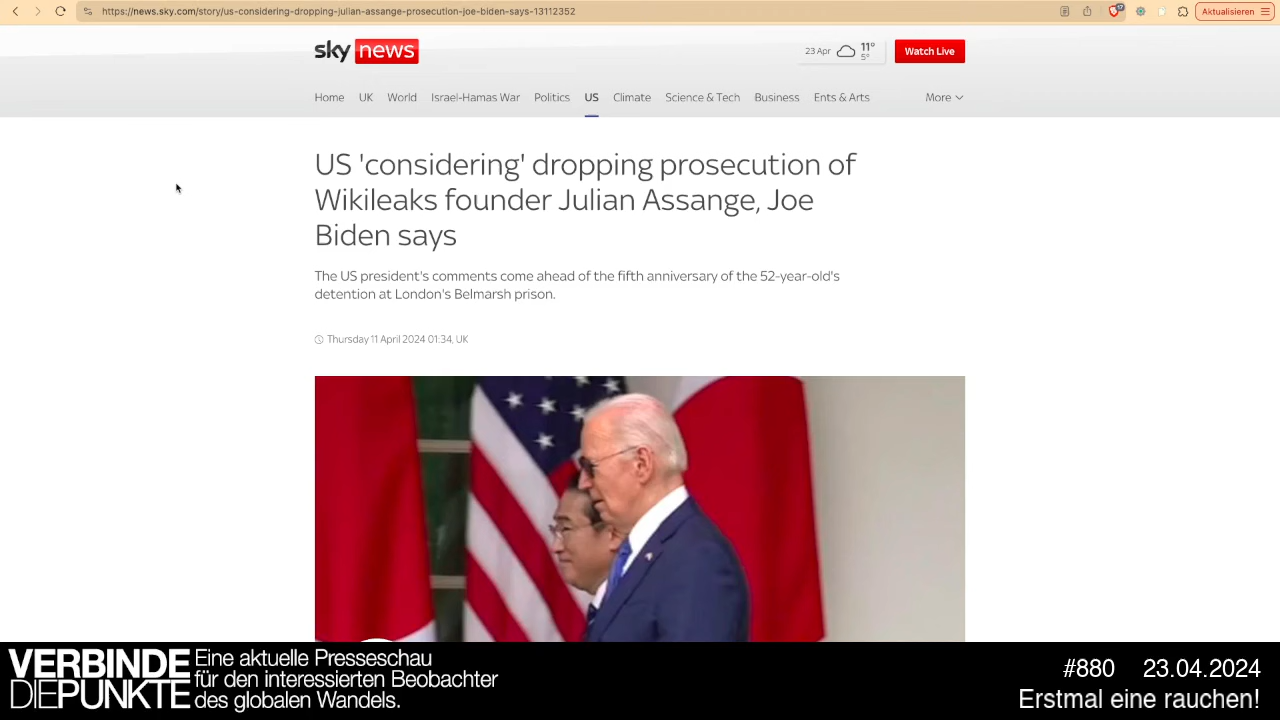 https://news.sky.com/story/us-considering-dropping-julian-assange-prosecution-joe-biden-says-13112352
Aktualisieren
sky news
23 Apr
11°
5°
Watch Live
Home UK World Israel-Hamas War Politics US Climate Science & Tech Business Ents & Arts More
US 'considering' dropping prosecution of
Wikileaks founder Julian Assange, Joe
Biden says
The US president's comments come ahead of the fifth anniversary of the 52-year-old's
detention at London's Belmarsh prison.
Thursday 11 April 2024 01:34, UK
VERBINDE
DIEPUNKTE
Eine aktuelle Presseschau
für den interessierten Beobachter
des globalen Wandels.
#880 23.04.2024
Erstmal eine rauchen!